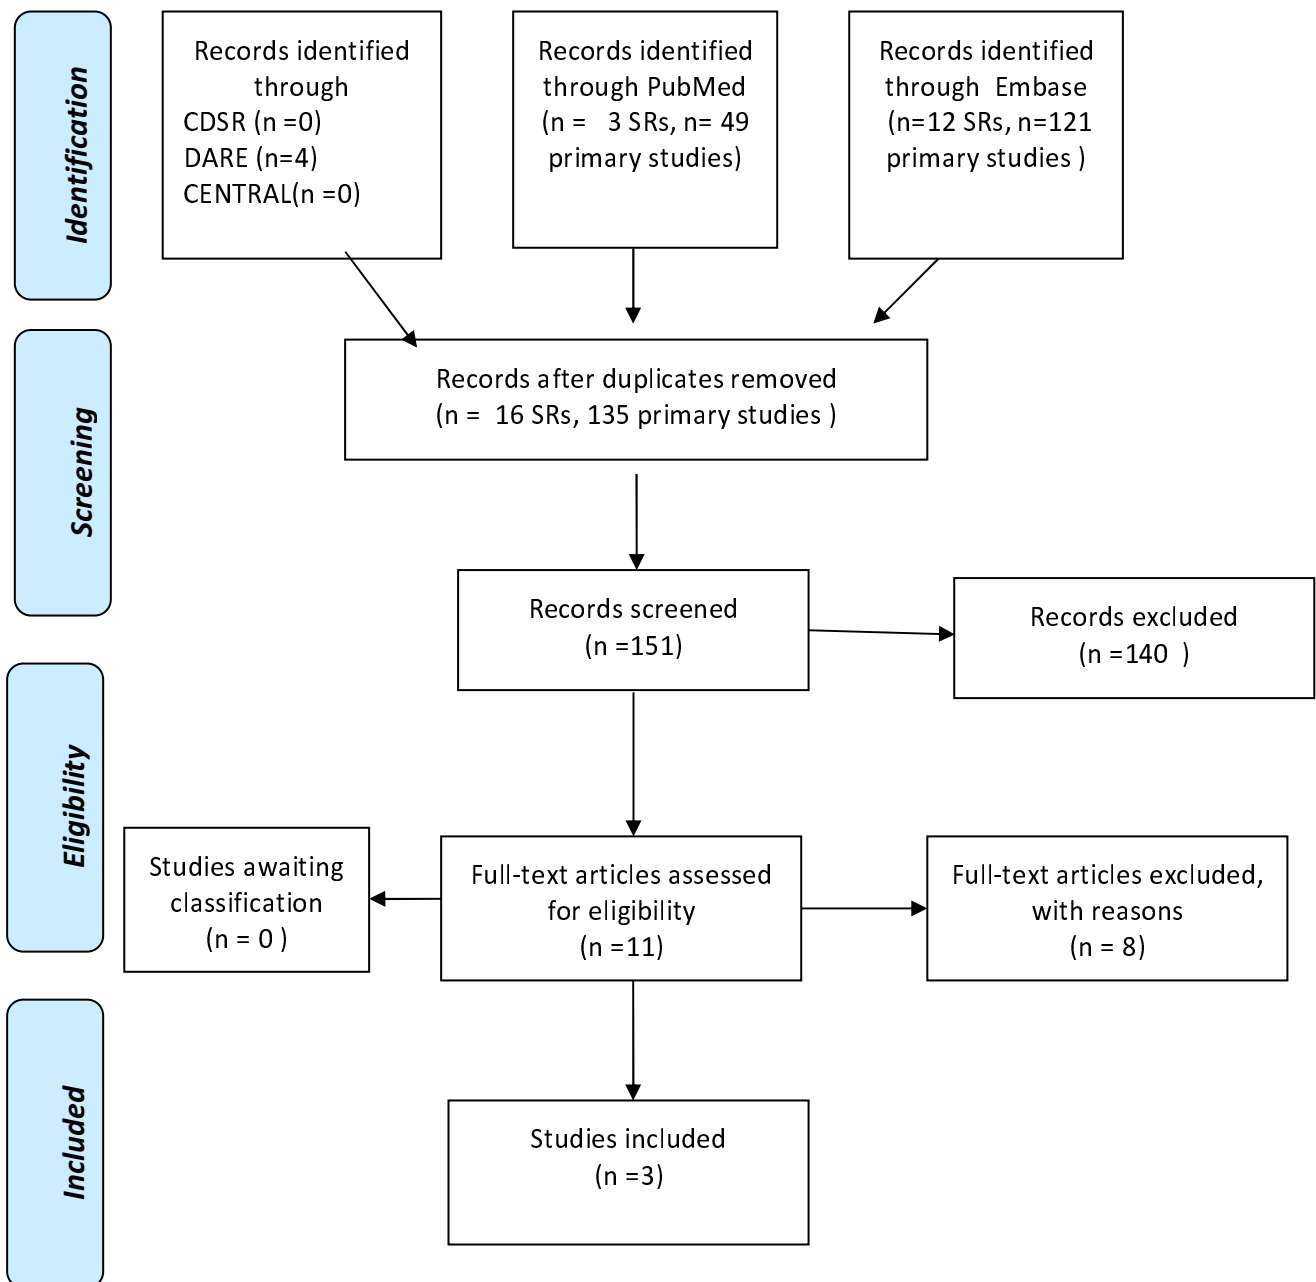 Identification
Records identified
through
CDSR (n =0)
DARE (n=4)
CENTRAL(n =0)
Records identified
through PubMed
(n =   3 SRs, n= 49
primary studies)
Records identified
through  Embase
(n=12 SRs, n=121
primary studies )
Screening
Records after duplicates removed
(n =  16 SRs, 135 primary studies )
Records screened
(n =151)
Records excluded
(n =140  )
Eligibility
Studies awaiting
classification
(n = 0 )
Full-text articles assessed
for eligibility
(n =11)
Full-text articles excluded,
with reasons
(n = 8)
Included
Studies included
(n =3)